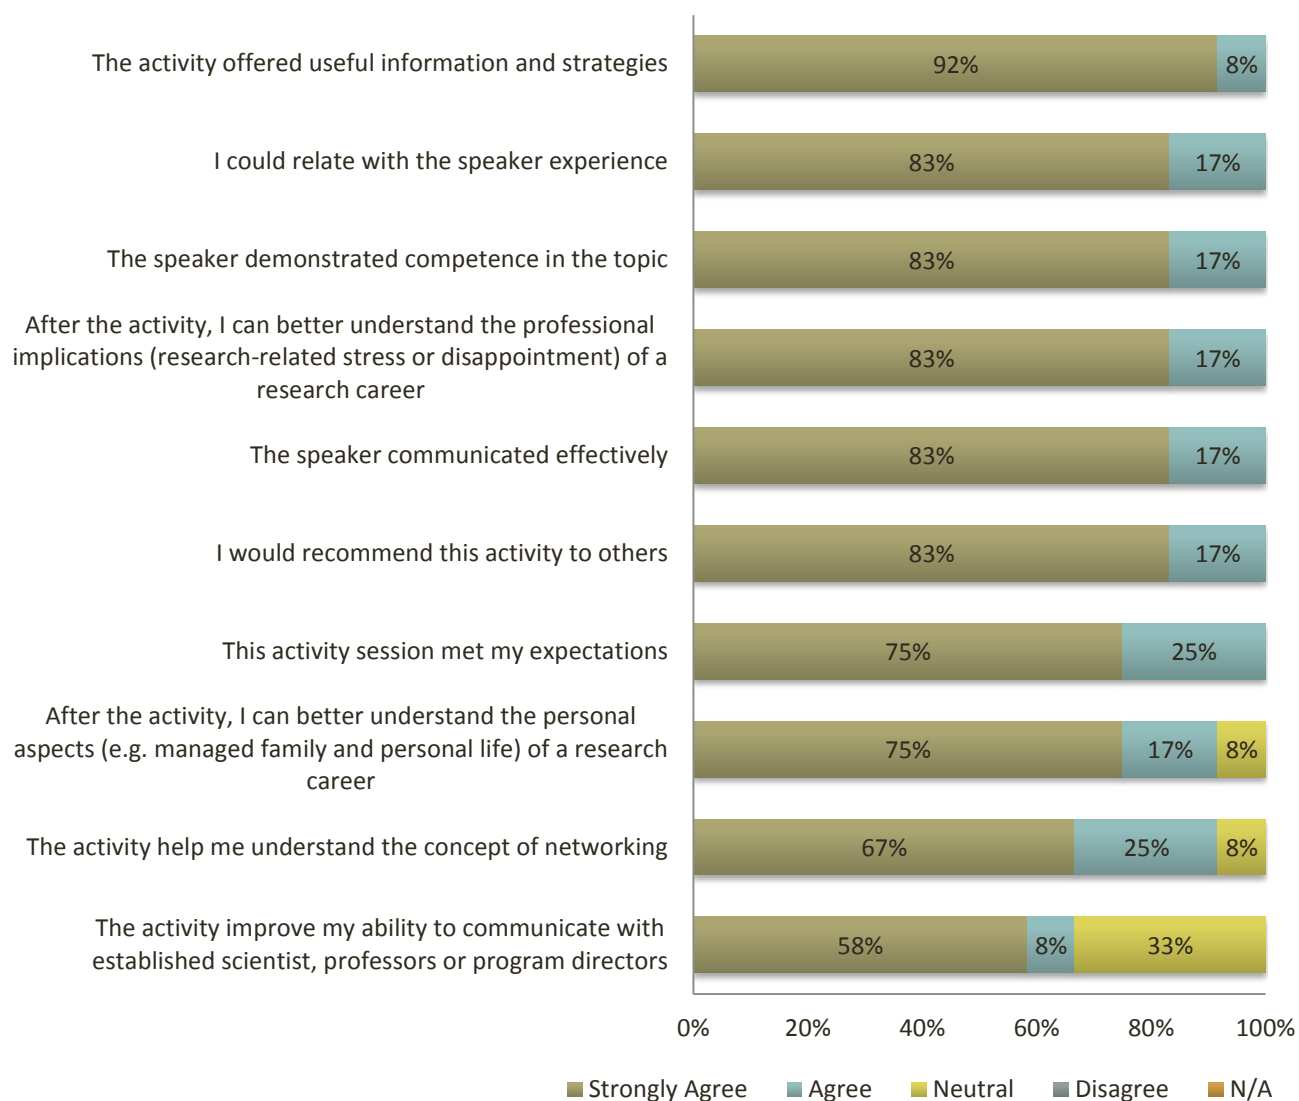 The activity offered useful information and strategies
92%
8%
I could relate with the speaker experience
83%
17%
The speaker demonstrated competence in the topic
83%
17%
After the activity, I can better understand the professional
implications (research-related stress or disappointment) of a
research career
83%
17%
The speaker communicated effectively
83%
17%
I would recommend this activity to others
83%
17%
This activity session met my expectations
75%
25%
After the activity, I can better understand the personal
aspects (e.g. managed family and personal life) of a research
career
75%
17%
8%
The activity help me understand the concept of networking
67%
25%
8%
The activity improve my ability to communicate with
established scientist, professors or program directors
58%
8%
33%
0%
20%
40%
60%
80%
100%
Strongly Agree
Agree
Neutral
Disagree
N/A